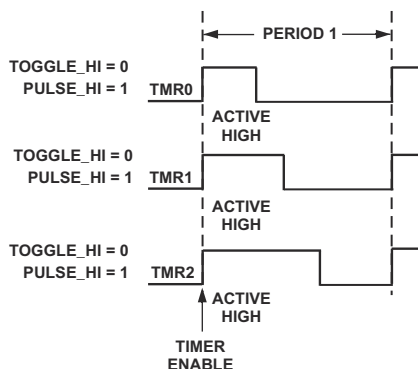 PERIOD 1
TOGGLE_HI = 0
PULSE_HI = 1 TMR0
ACTIVE
HIGH
TOGGLE_HI = 0
PULSE_HI = 1 TMR1
ACTIVE
HIGH
TOGGLE_HI = 0
PULSE_HI = 1 TMR2
ACTIVE
HIGH
TIMER
ENABLE